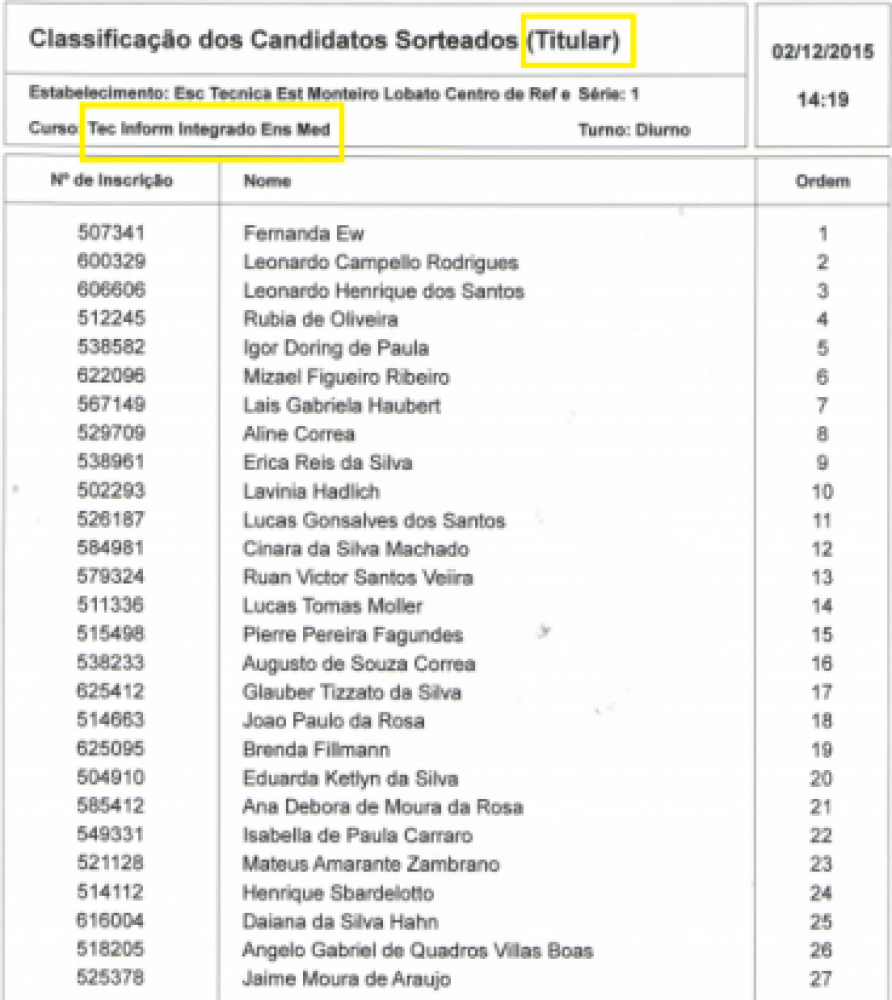 Classificação dos Candidatos Sorteados (Titular)
02/12/2015
14:19
Estabelecimento: Esc Tecnica Est Monteiro Lobato Centro de Ref e Série: 1
Curso: Tec Inform Integrado Ens Med Turno: Diurno
Nº de Inscrição Nome Ordem
507341 Fernanda Ew 1
600329 Leonardo Campello Rodrigues 2
606606 Leonardo Henrique dos Santos 3
512245 Rubia de Oliveira 4
538582 Igor Doring de Paula 5
622096 Mizael Figueiro Ribeiro 6
567149 Lais Gabriela Haubert 7
529709 Aline Correa 8
538961 Erica Reis da Silva 9
502293 Lavinia Hadlich 10
526187 Lucas Gonsalves dos Santos 11
584981 Cinara da Silva Machado 12
579324 Ruan Victor Santos Veiira 13
511336 Lucas Tomas Moller 14
515498 Pierre Pereira Fagundes 15
538233 Augusto de Souza Correa 16
625412 Glauber Tizzato da Silva 17
514663 Joao Paulo da Rosa 18
625095 Brenda Fillmann 19
504910 Eduarda Ketlyn da Silva 20
585412 Ana Debora de Moura da Rosa 21
549331 Isabella de Paula Carraro 22
521128 Mateus Amarante Zambrano 23
514112 Henrique Sbardelotto 24
616004 Daiana da Silva Hahn 25
518205 Angelo Gabriel de Quadros Villas Boas 26
525378 Jaime Moura de Araujo 27